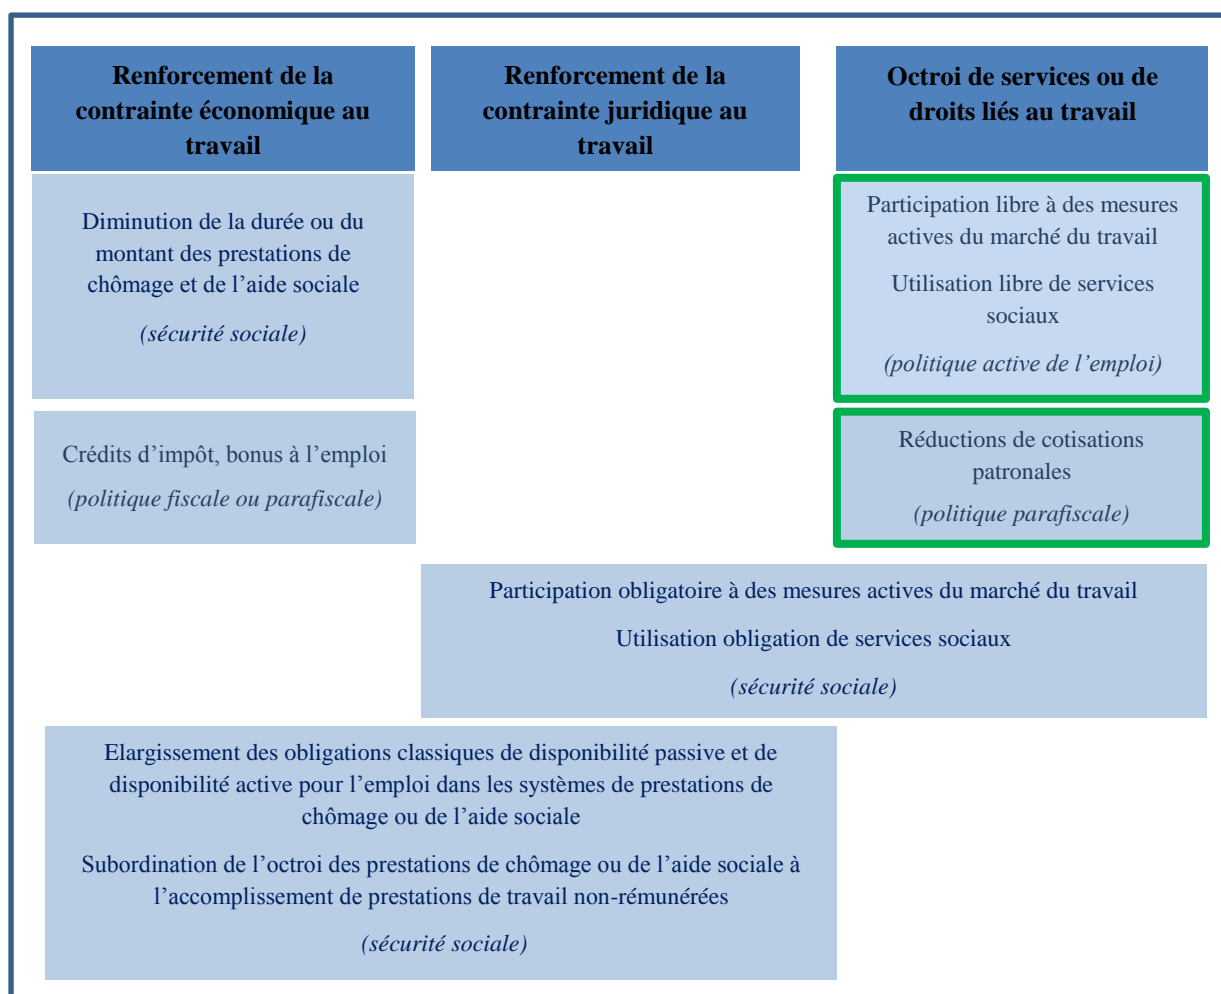 Renforcement de la
contrainte économique au
travail
Renforcement de la
contrainte juridique au
travail
Octroi de services ou de
droits liés au travail
Diminution de la durée ou du
montant des prestations de
chômage et de l’aide sociale
(sécurité sociale)
Participation libre à des mesures
actives du marché du travail
Utilisation libre de services
sociaux
(politique active de l’emploi)
Crédits d’impôt, bonus à l’emploi
(politique fiscale ou parafiscale)
Réductions de cotisations
patronales
(politique parafiscale)
Participation obligatoire à des mesures actives du marché du travail
Utilisation obligation de services sociaux
(sécurité sociale)
Elargissement des obligations classiques de disponibilité passive et de
disponibilité active pour l’emploi dans les systèmes de prestations de
chômage ou de l’aide sociale
Subordination de l’octroi des prestations de chômage ou de l’aide sociale à
l’accomplissement de prestations de travail non-rémunérées
(sécurité sociale)